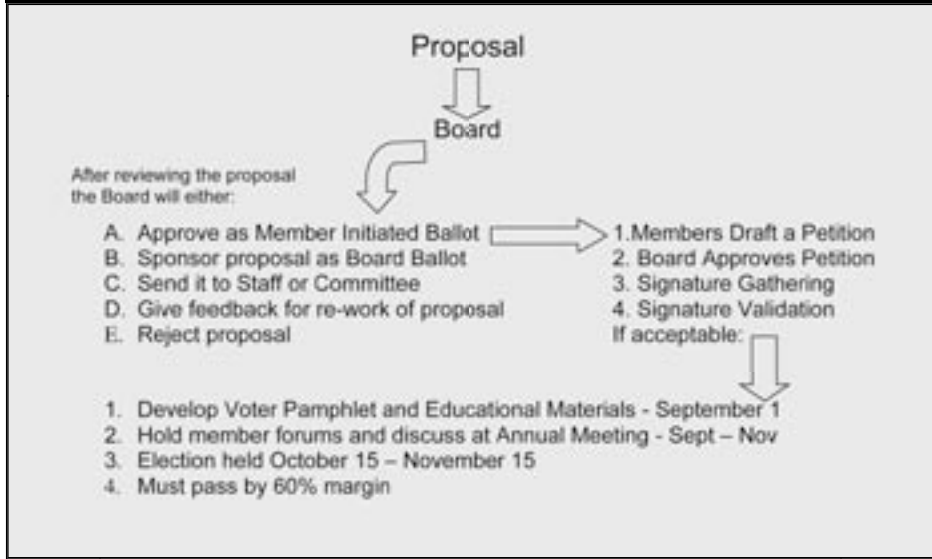 Proposal
Board
After reviewing the proposal
the Board will either:
A. Approve as Member Initiated Ballot
B. Sponsor proposal as Board Ballot
C. Send it to Staff or Committee
D. Give feedback for re-work of proposal
E. Reject proposal
1.Members Draft a Petition
2. Board Approves Petition
3. Signature Gathering
4. Signature Validation
If acceptable:
1. Develop Voter Pamphlet and Educational Materials - September 1
2. Hold member forums and discuss at Annual Meeting - Sept – Nov
3. Election held October 15 – November 15
4. Must pass by 60% margin